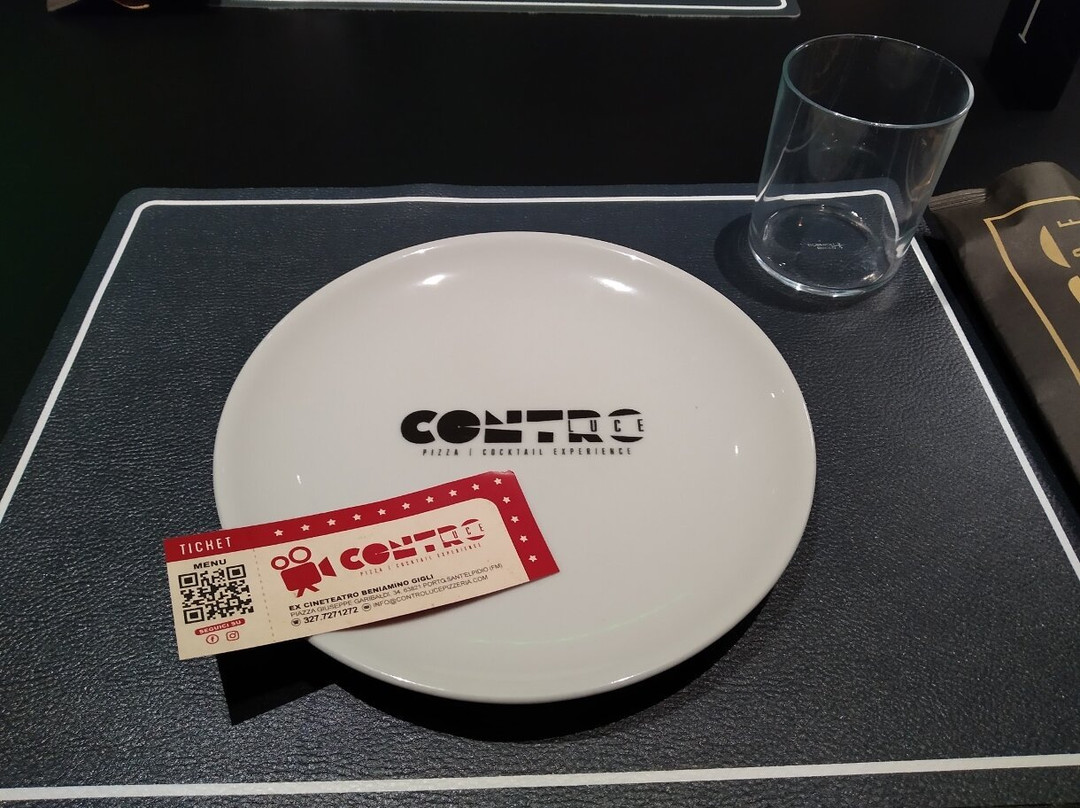 CONTRO
LUCE
PIZZA | COCKTAIL EXPERIENCE
TICKET
MENU
SEGUICI SU
CONTRO
LUCE
PIZZA | COCKTAIL EXPERIENCE
EX CINETEATRO BENIAMINO GIGLI
PIAZZA GIUSEPPE GARIBALDI, 34, 63821 PORTO SANT'ELPIDIO (FM)
327.7271272 INFO@CONTROLUCEPIZZERIA.COM